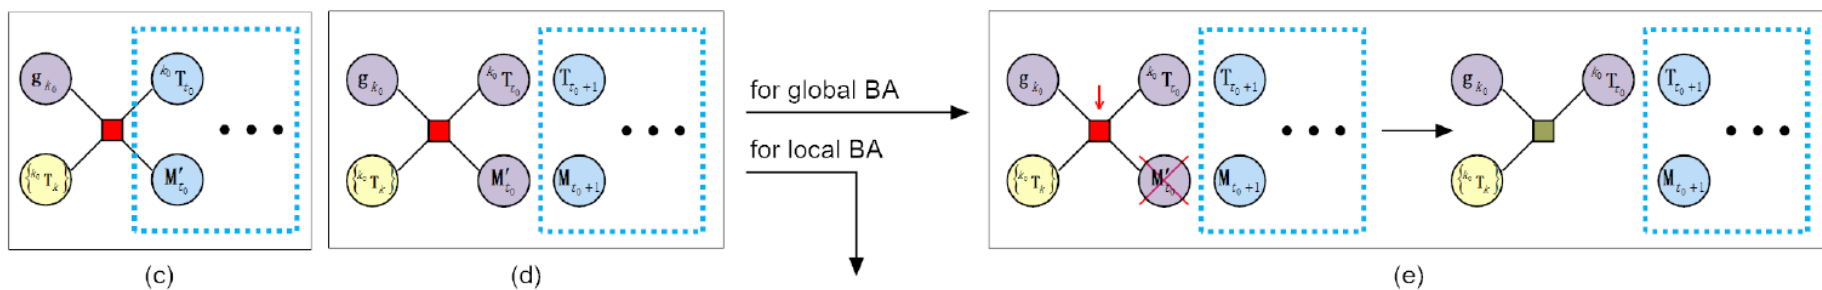 g k₀
k₀ T t₀
{k₀ T k}
M′ t₀
(c)
g k₀
k₀ T t₀
T t₀+1
{k₀ T k}
M′ t₀
M t₀+1
(d)
for global BA
for local BA
g k₀
k₀ T t₀
T t₀+1
{k₀ T k}
M′ t₀
M t₀+1
g k₀
k₀ T t₀
T t₀+1
{k₀ T k}
M t₀+1
(e)